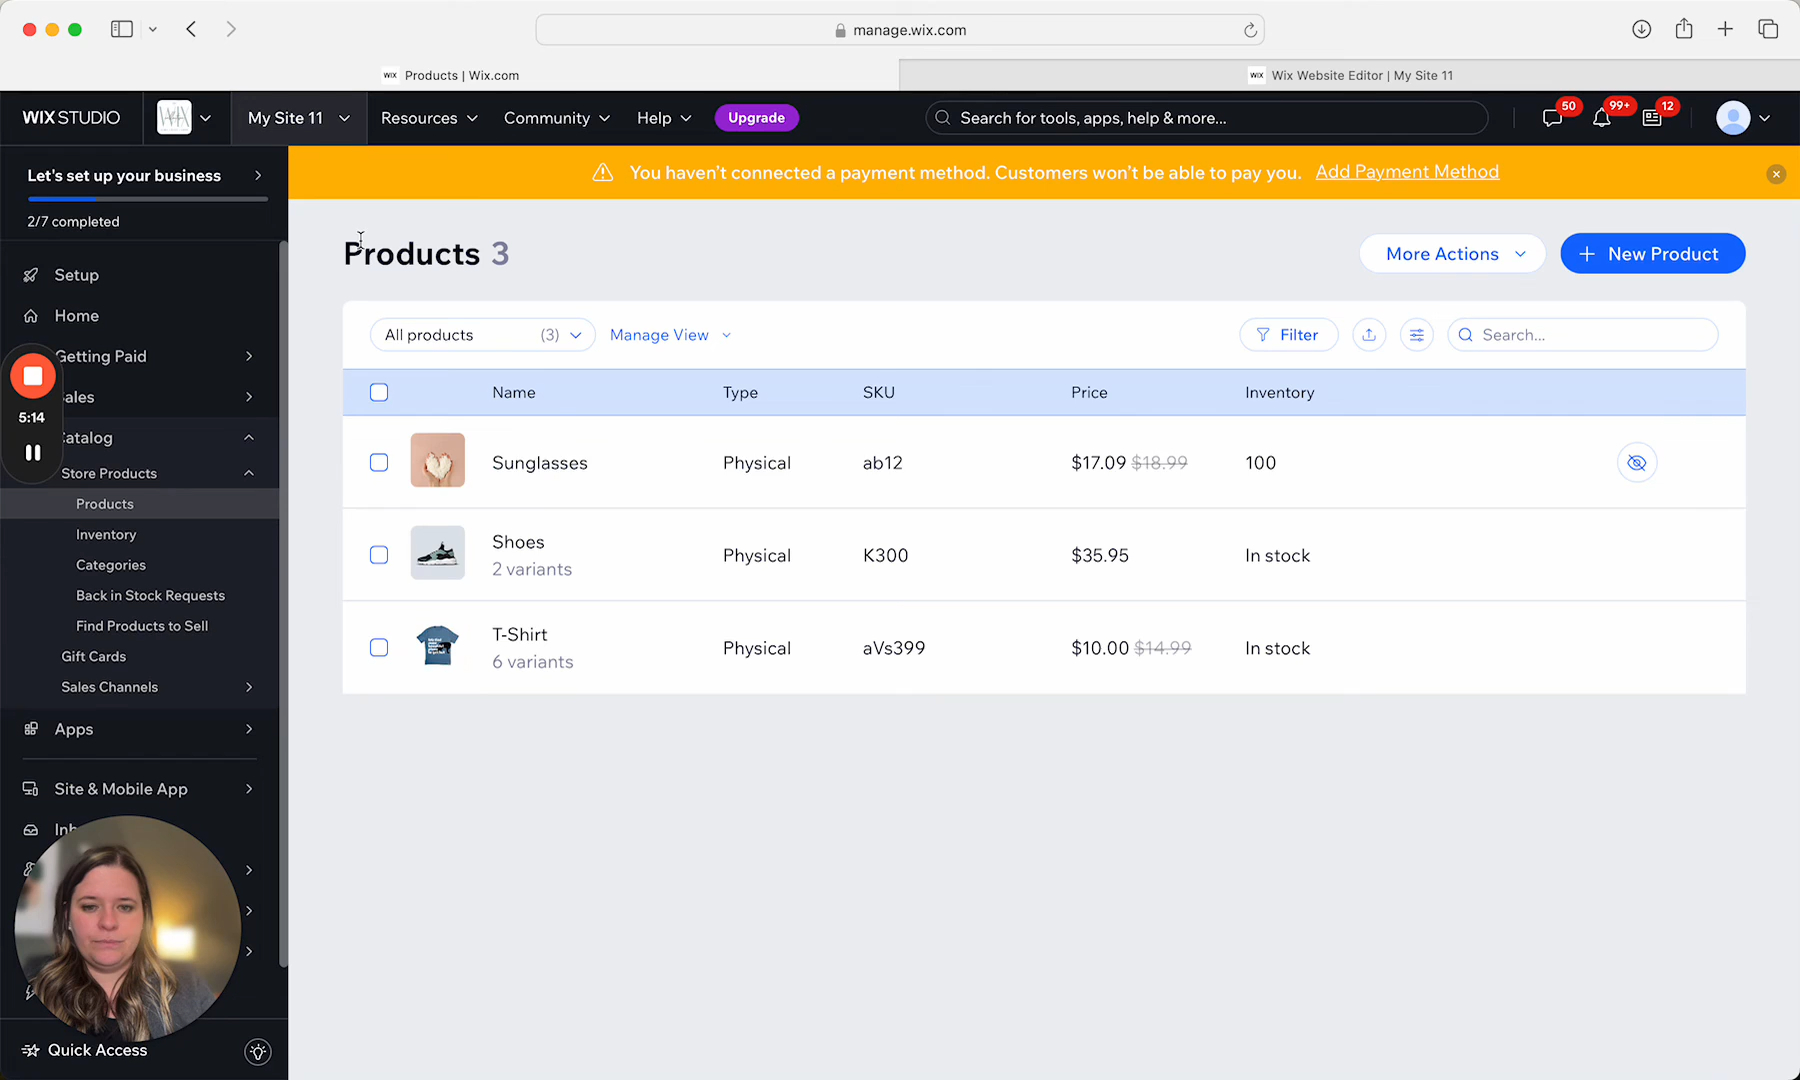 manage.wix.com
WIX Products | Wix.com
WIX Wix Website Editor | My Site 11
WIX STUDIO
My Site 11
Resources
Community
Help
Upgrade
Search for tools, apps, help & more...
50
99+
12
Let's set up your business
2/7 completed
You haven't connected a payment method. Customers won't be able to pay you. Add Payment Method
Setup
Home
Getting Paid
5:14
ales
atalog
Store Products
Products
Inventory
Categories
Back in Stock Requests
Find Products to Sell
Gift Cards
Sales Channels
Apps
Site & Mobile App
Inb
Quick Access
Products 3
More Actions
+ New Product
All products (3)
Manage View
Filter
Search...
Name Type SKU Price Inventory
Sunglasses Physical ab12 $17.09 $18.99 100
Shoes Physical K300 $35.95 In stock
2 variants
T-Shirt Physical aVs399 $10.00 $14.99 In stock
6 variants